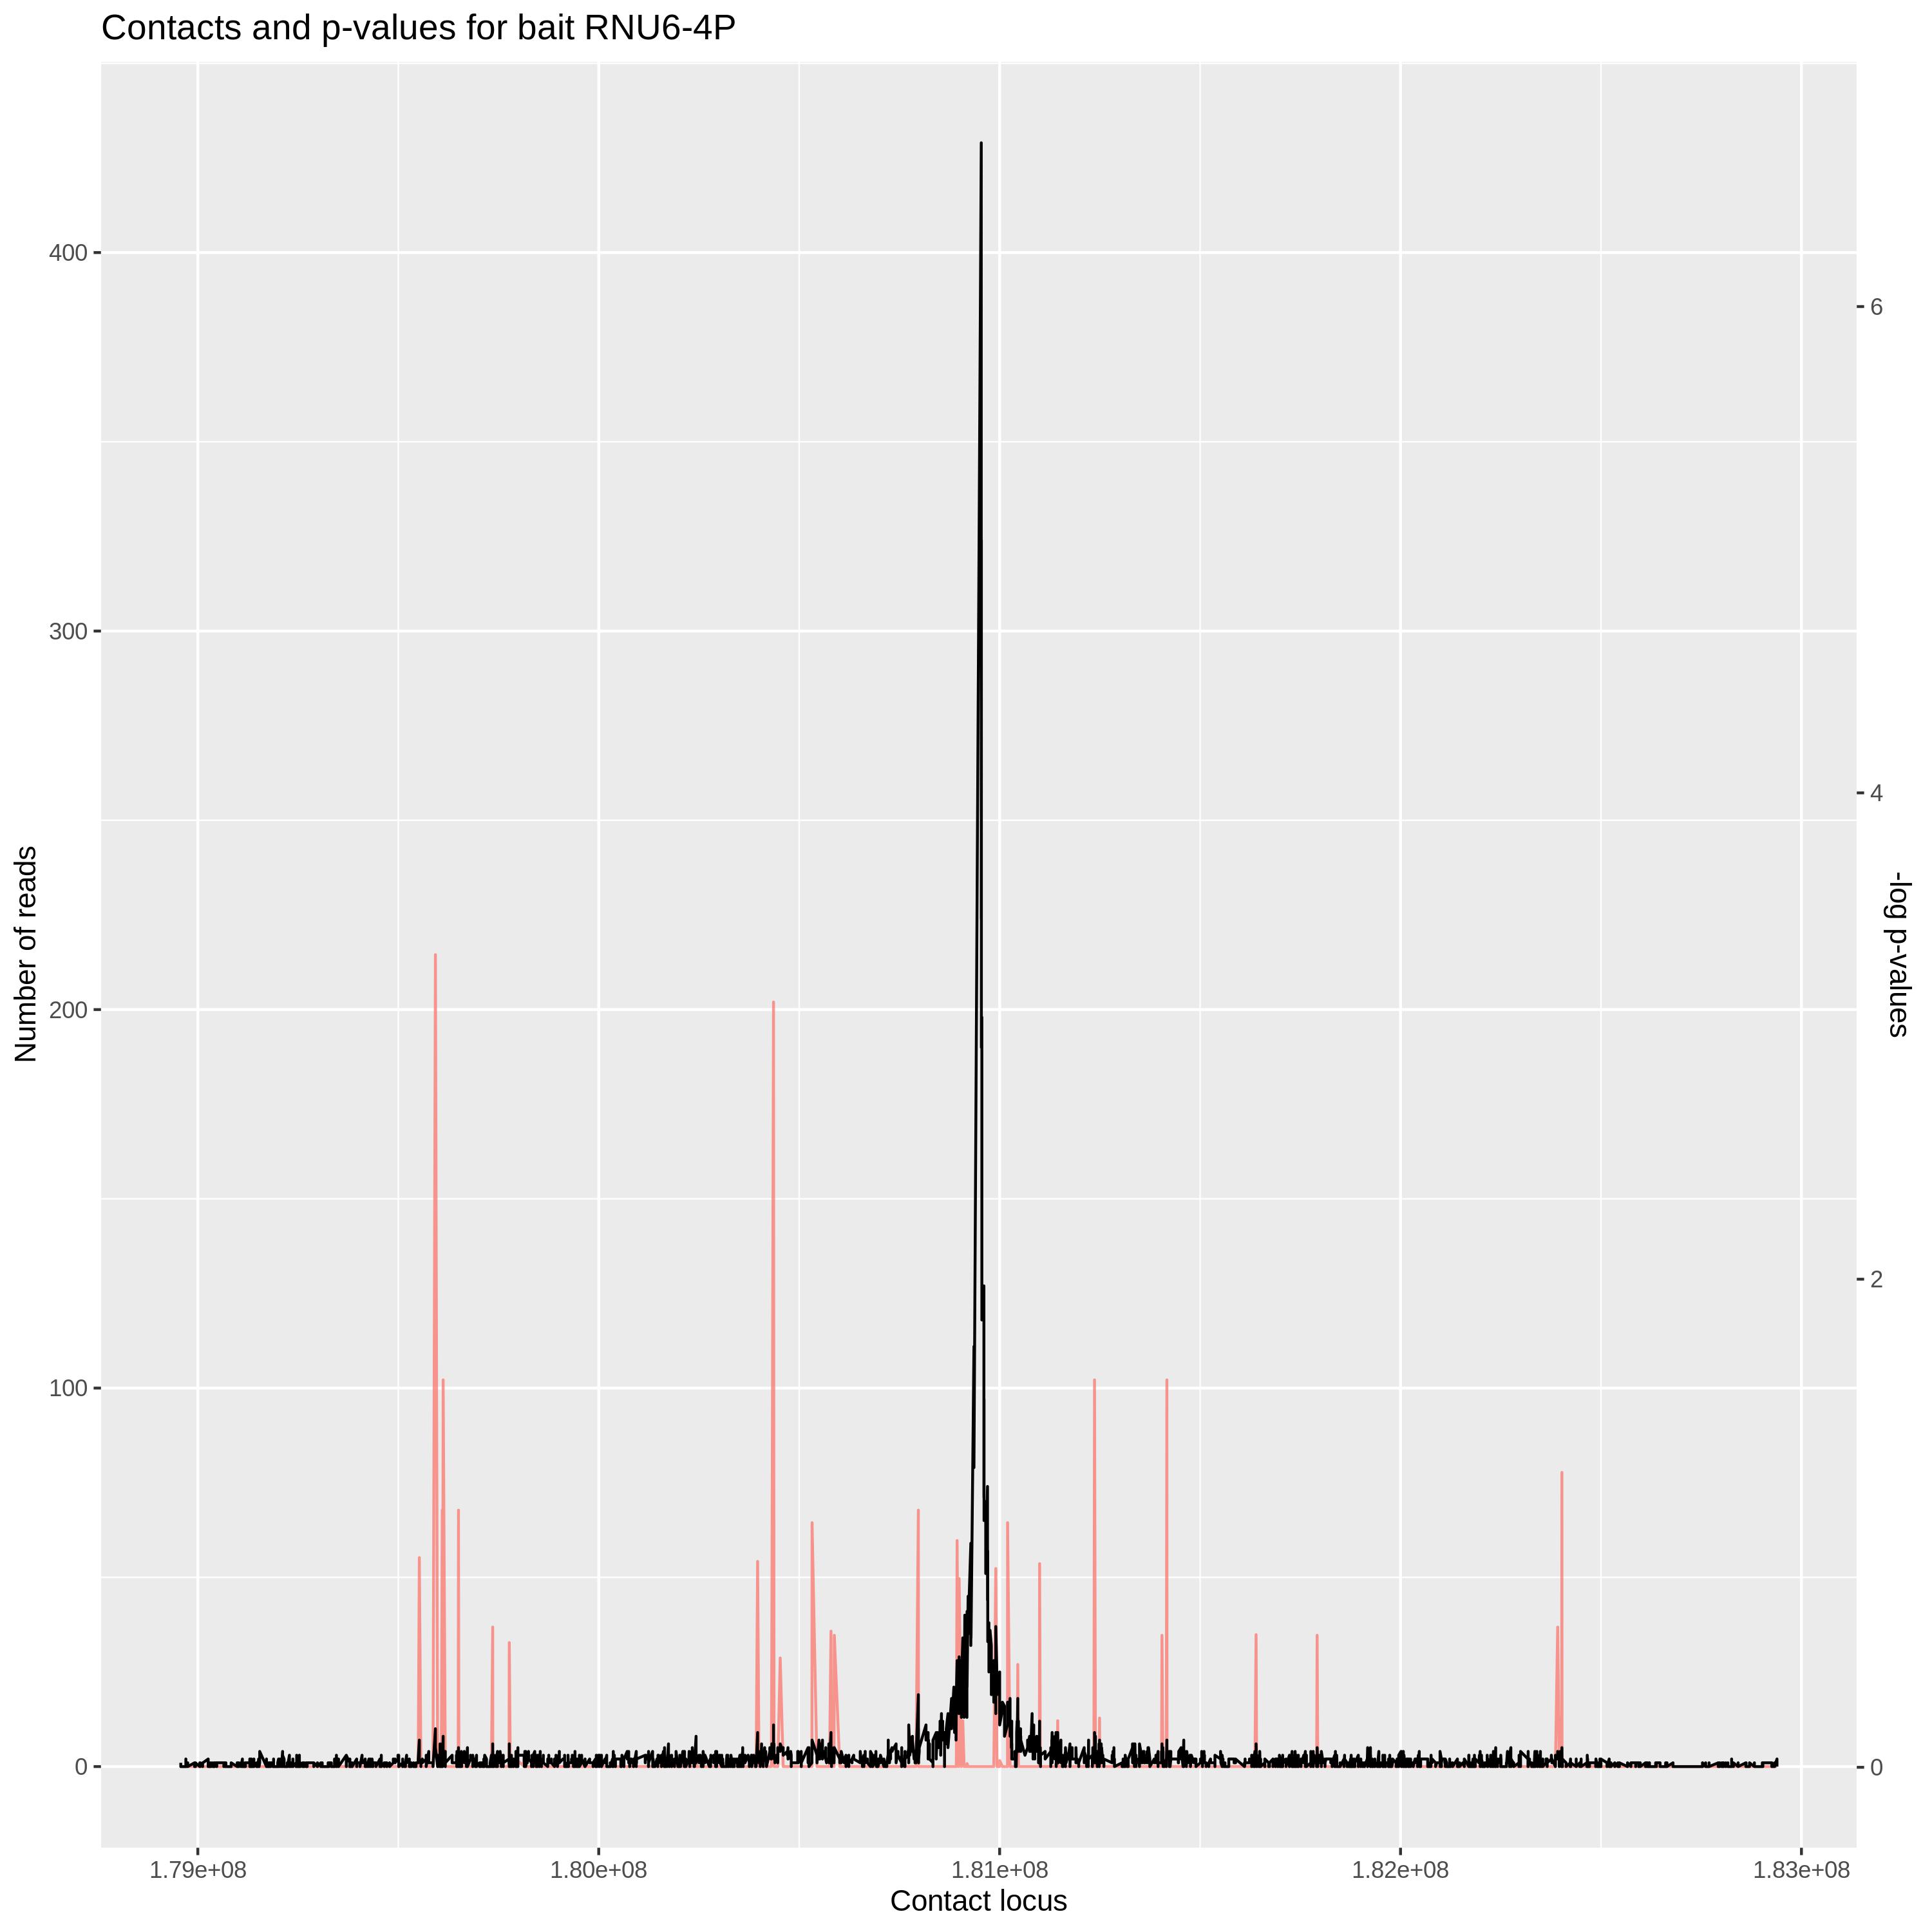 Contacts and p-values for bait RNU6-4P
400
300
200
100
0
Number of reads
6
4
2
0
-log p-values
1.79e+08 1.80e+08 1.81e+08 1.82e+08 1.83e+08
Contact locus